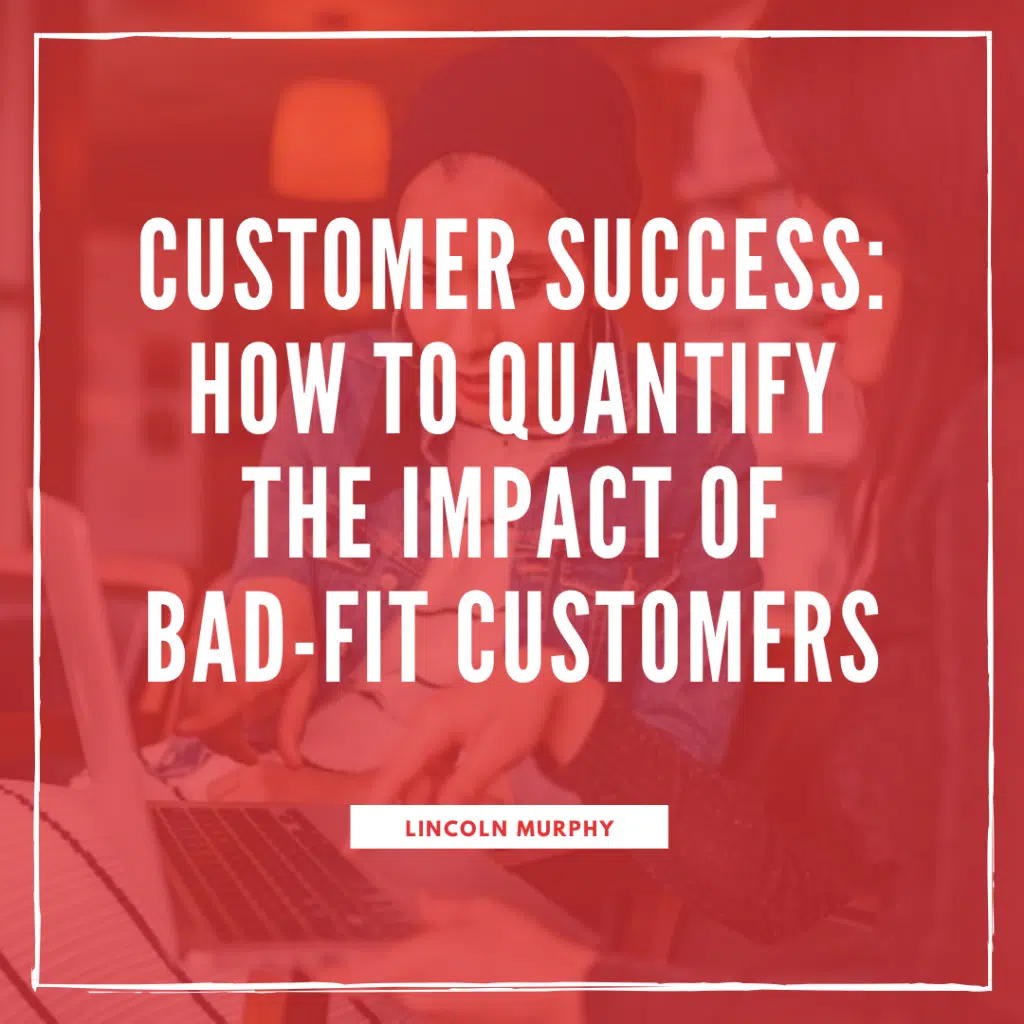 CUSTOMER SUCCESS:
HOW TO QUANTIFY
THE IMPACT OF
BAD-FIT CUSTOMERS
LINCOLN MURPHY